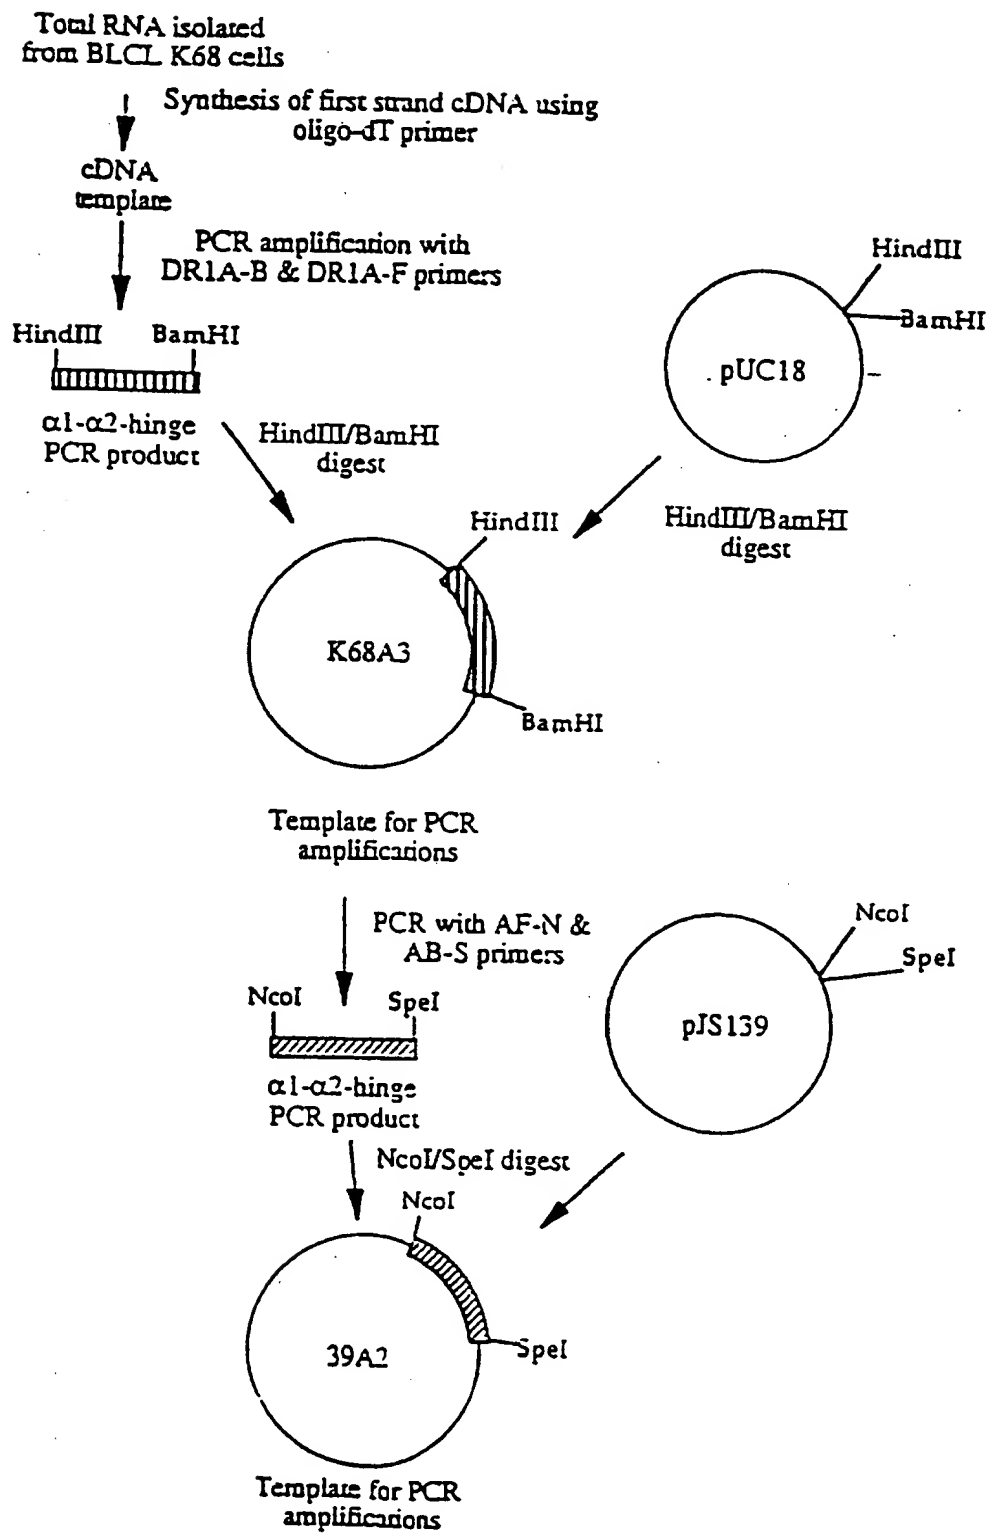 Total RNA isolated
from BLCL K68 cells
Synthesis of first strand cDNA using
oligo-dT primer
cDNA
template
PCR amplification with
DR1A-B & DR1A-F primers
HindIII
BamHI
α1-α2-hinge
PCR product
HindIII/BamHI
digest
HindIII
BamHI
pUC18
HindIII/BamHI
digest
HindIII
K68A3
BamHI
Template for PCR
amplifications
PCR with AF-N &
AB-S primers
NcoI
SpeI
α1-α2-hinge
PCR product
NcoI
SpeI
pJS139
NcoI/SpeI digest
NcoI
39A2
SpeI
Template for PCR
amplifications